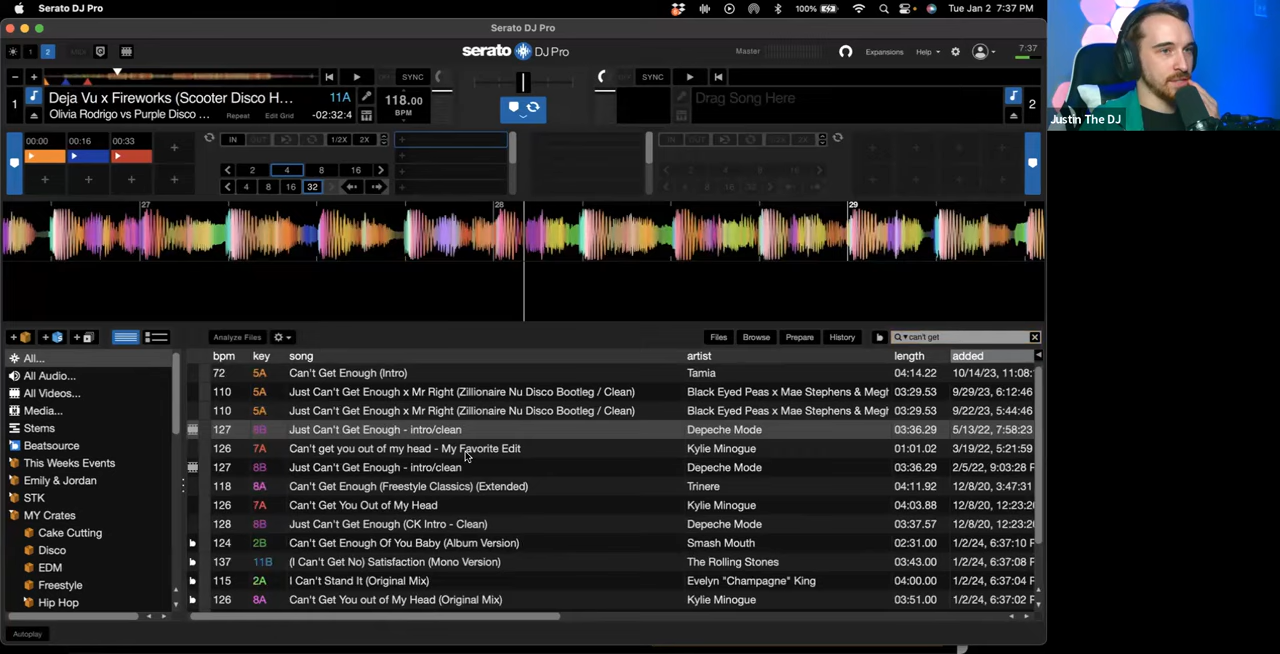 Serato DJ Pro
100%
Tue Jan 2 7:37 PM
Serato DJ Pro
1
2
MIDI
serato DJ Pro
Master
Expansions
Help
7:37
SYNC
SYNC
1
Deja Vu x Fireworks (Scooter Disco H...
11A
118.00
BPM
Olivia Rodrigo vs Purple Disco ...
Repeat
Edit Grid
-02:32:4
Drag Song Here
2
00:00
00:16
00:33
IN
OUT
1/2X
2X
2
4
8
16
4
8
16
32
IN
OUT
1/2X
2X
27
28
29
Analyze Files
Files
Browse
Prepare
History
can't get
bpm key song artist length added
72 5A Can't Get Enough (Intro) Tamia 04:14.22 10/14/23, 11:08:
110 5A Just Can't Get Enough x Mr Right (Zillionaire Nu Disco Bootleg / Clean) Black Eyed Peas x Mae Stephens & Megh 03:29.53 9/29/23, 6:12:46
110 5A Just Can't Get Enough x Mr Right (Zillionaire Nu Disco Bootleg / Clean) Black Eyed Peas x Mae Stephens & Megh 03:29.53 9/22/23, 5:44:46
127 8B Just Can't Get Enough - intro/clean Depeche Mode 03:36.29 5/13/22, 7:58:23
126 7A Can't get you out of my head - My Favorite Edit Kylie Minogue 01:01.02 3/19/22, 5:21:59
127 8B Just Can't Get Enough - intro/clean Depeche Mode 03:36.29 2/5/22, 9:03:28 P
118 8A Can't Get Enough (Freestyle Classics) (Extended) Trinere 04:11.92 12/8/20, 3:47:31
126 7A Can't Get You Out of My Head Kylie Minogue 04:03.88 12/8/20, 12:23:2
128 8B Just Can't Get Enough (CK Intro - Clean) Depeche Mode 03:37.57 12/8/20, 12:23:2
124 2B Can't Get Enough Of You Baby (Album Version) Smash Mouth 02:31.00 1/2/24, 6:37:10 P
137 11B (I Can't Get No) Satisfaction (Mono Version) The Rolling Stones 03:43.00 1/2/24, 6:37:08 P
115 2A I Can't Stand It (Original Mix) Evelyn "Champagne" King 04:00.00 1/2/24, 6:37:04 P
126 8A Can't Get You out of My Head (Original Mix) Kylie Minogue 03:51.00 1/2/24, 6:37:02 P
All...
All Audio...
All Videos...
Media...
Stems
Beatsource
This Weeks Events
Emily & Jordan
STK
MY Crates
Cake Cutting
Disco
EDM
Freestyle
Hip Hop
Autoplay
Justin The DJ